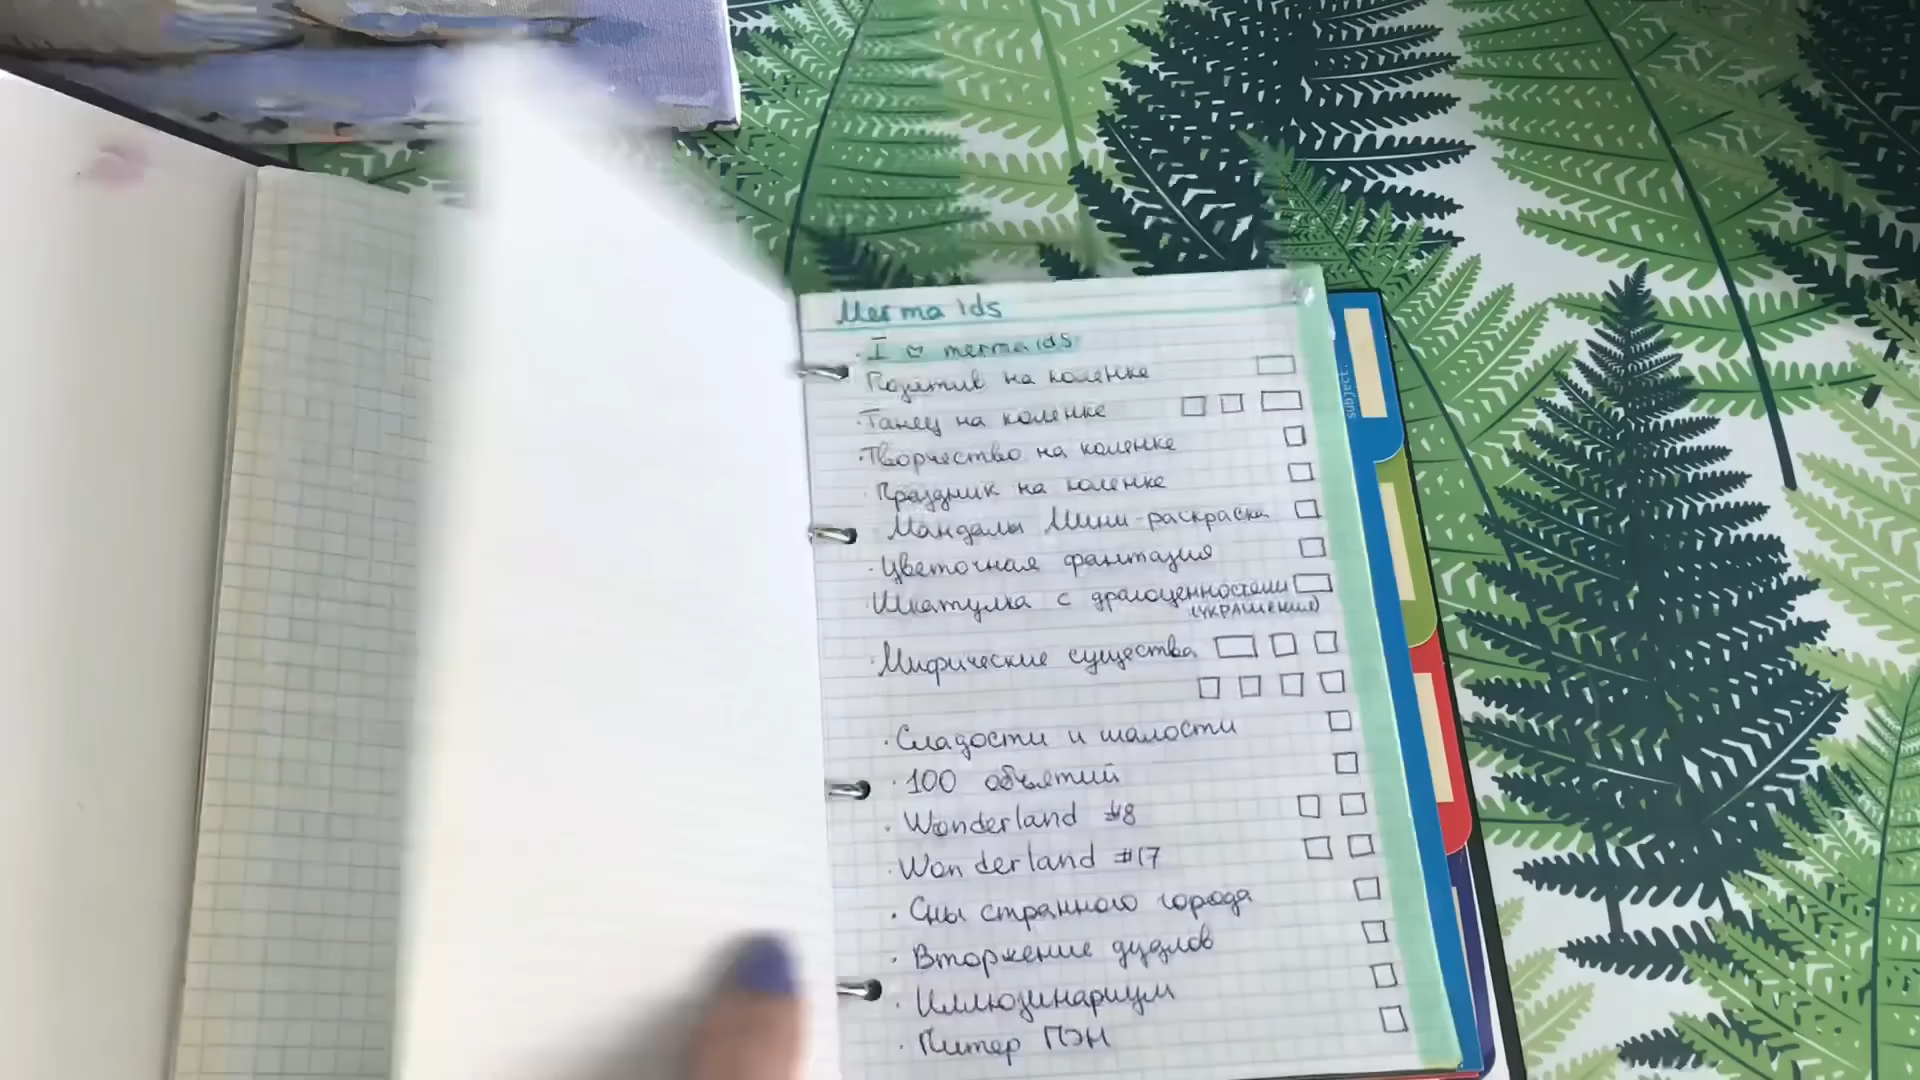 Mermaids
· I ♡ mermaids
· Позитив на коленке
· Танец на коленке
· Творчество на коленке
· Праздник на коленке
Мандалы Мини-раскраска
· Цветочная фантазия
· Шкатулка с драгоценностями
(украшения)
· Мифические существа
· Сладости и шалости
· 100 объятий
· Wonderland #8
· Wonderland #17
· Сны странного города
· Вторжение дудлов
· Иллюзинариум
· Питер ПЭН
subject.